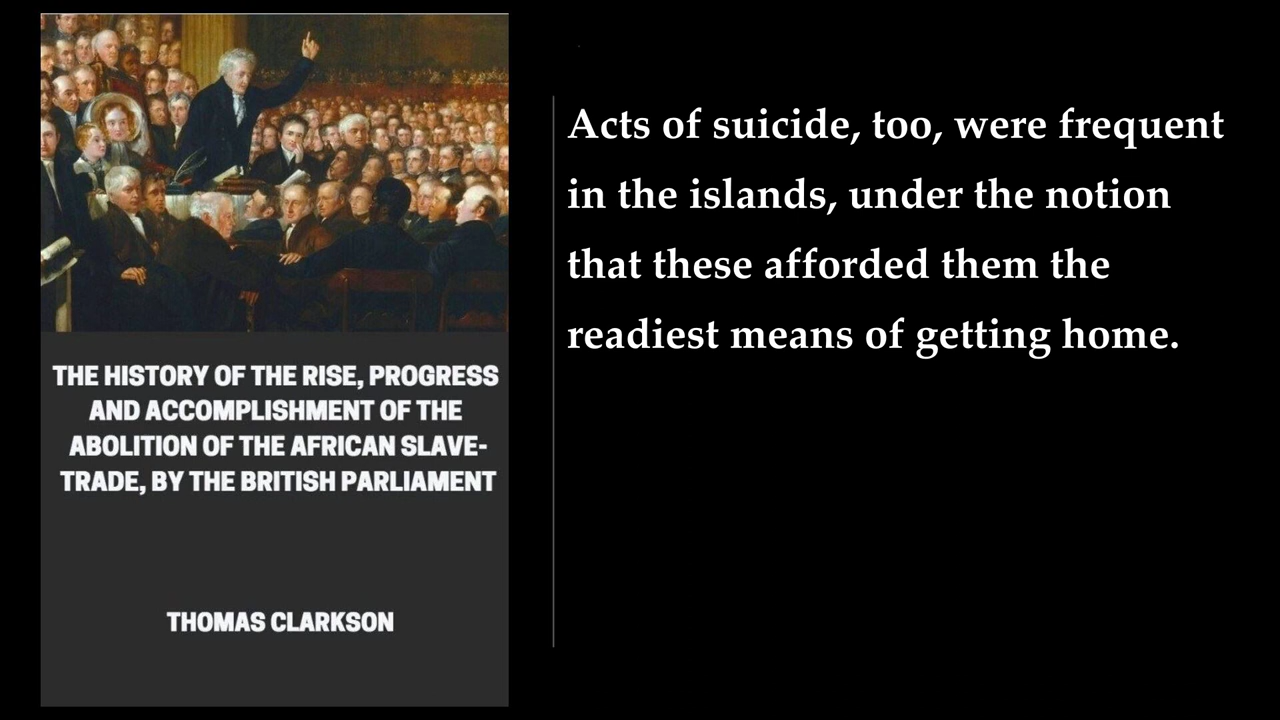 THE HISTORY OF THE RISE, PROGRESS
AND ACCOMPLISHMENT OF THE
ABOLITION OF THE AFRICAN SLAVE-
TRADE, BY THE BRITISH PARLIAMENT
THOMAS CLARKSON
Acts of suicide, too, were frequent
in the islands, under the notion
that these afforded them the
readiest means of getting home.